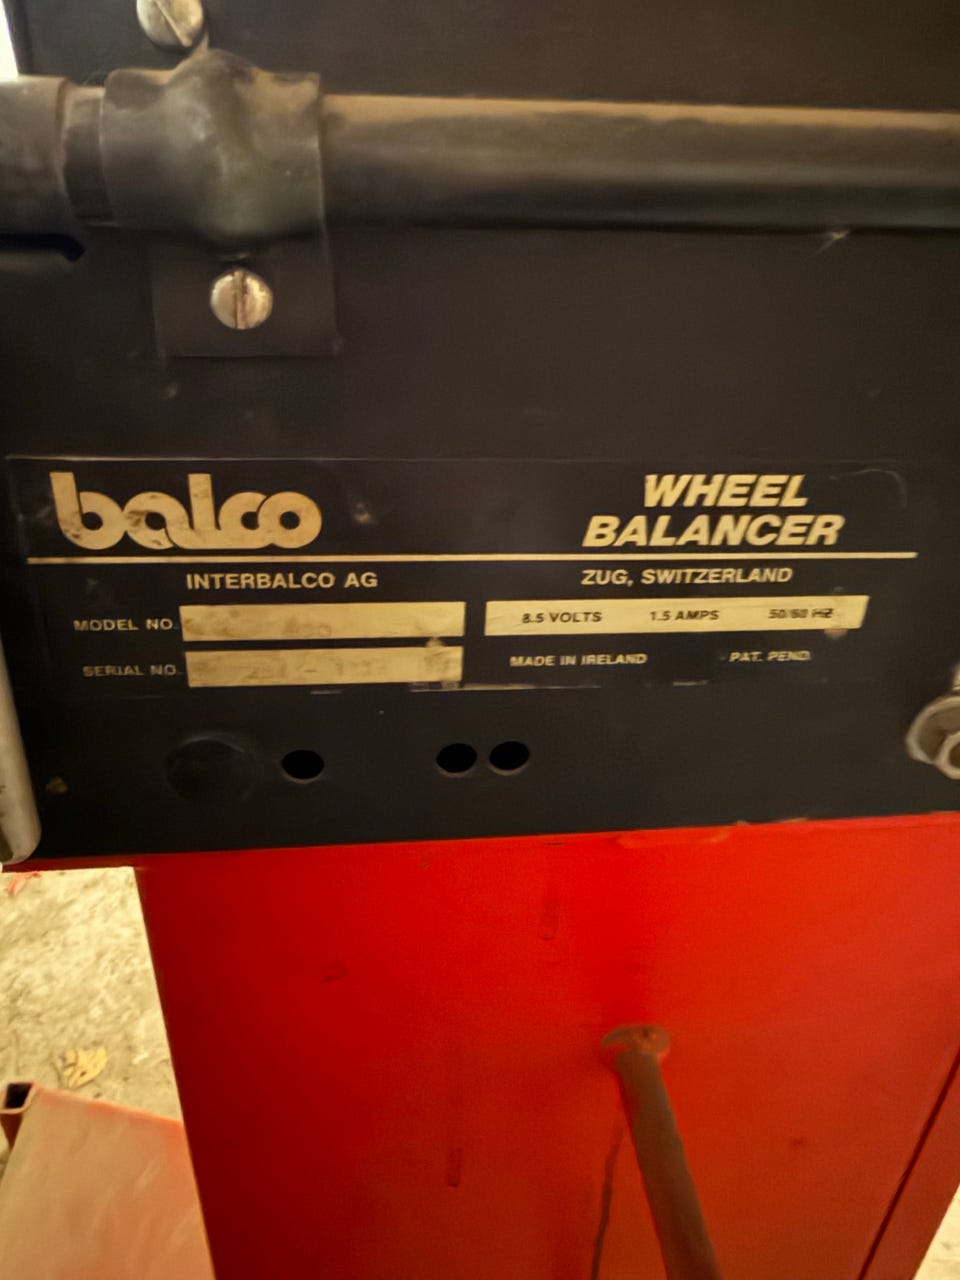 balco
WHEEL
BALANCER
INTERBALCO AG
ZUG, SWITZERLAND
MODEL NO.
8.5 VOLTS 1.5 AMPS 50/60 HZ
SERIAL NO.
MADE IN IRELAND PAT. PEND.